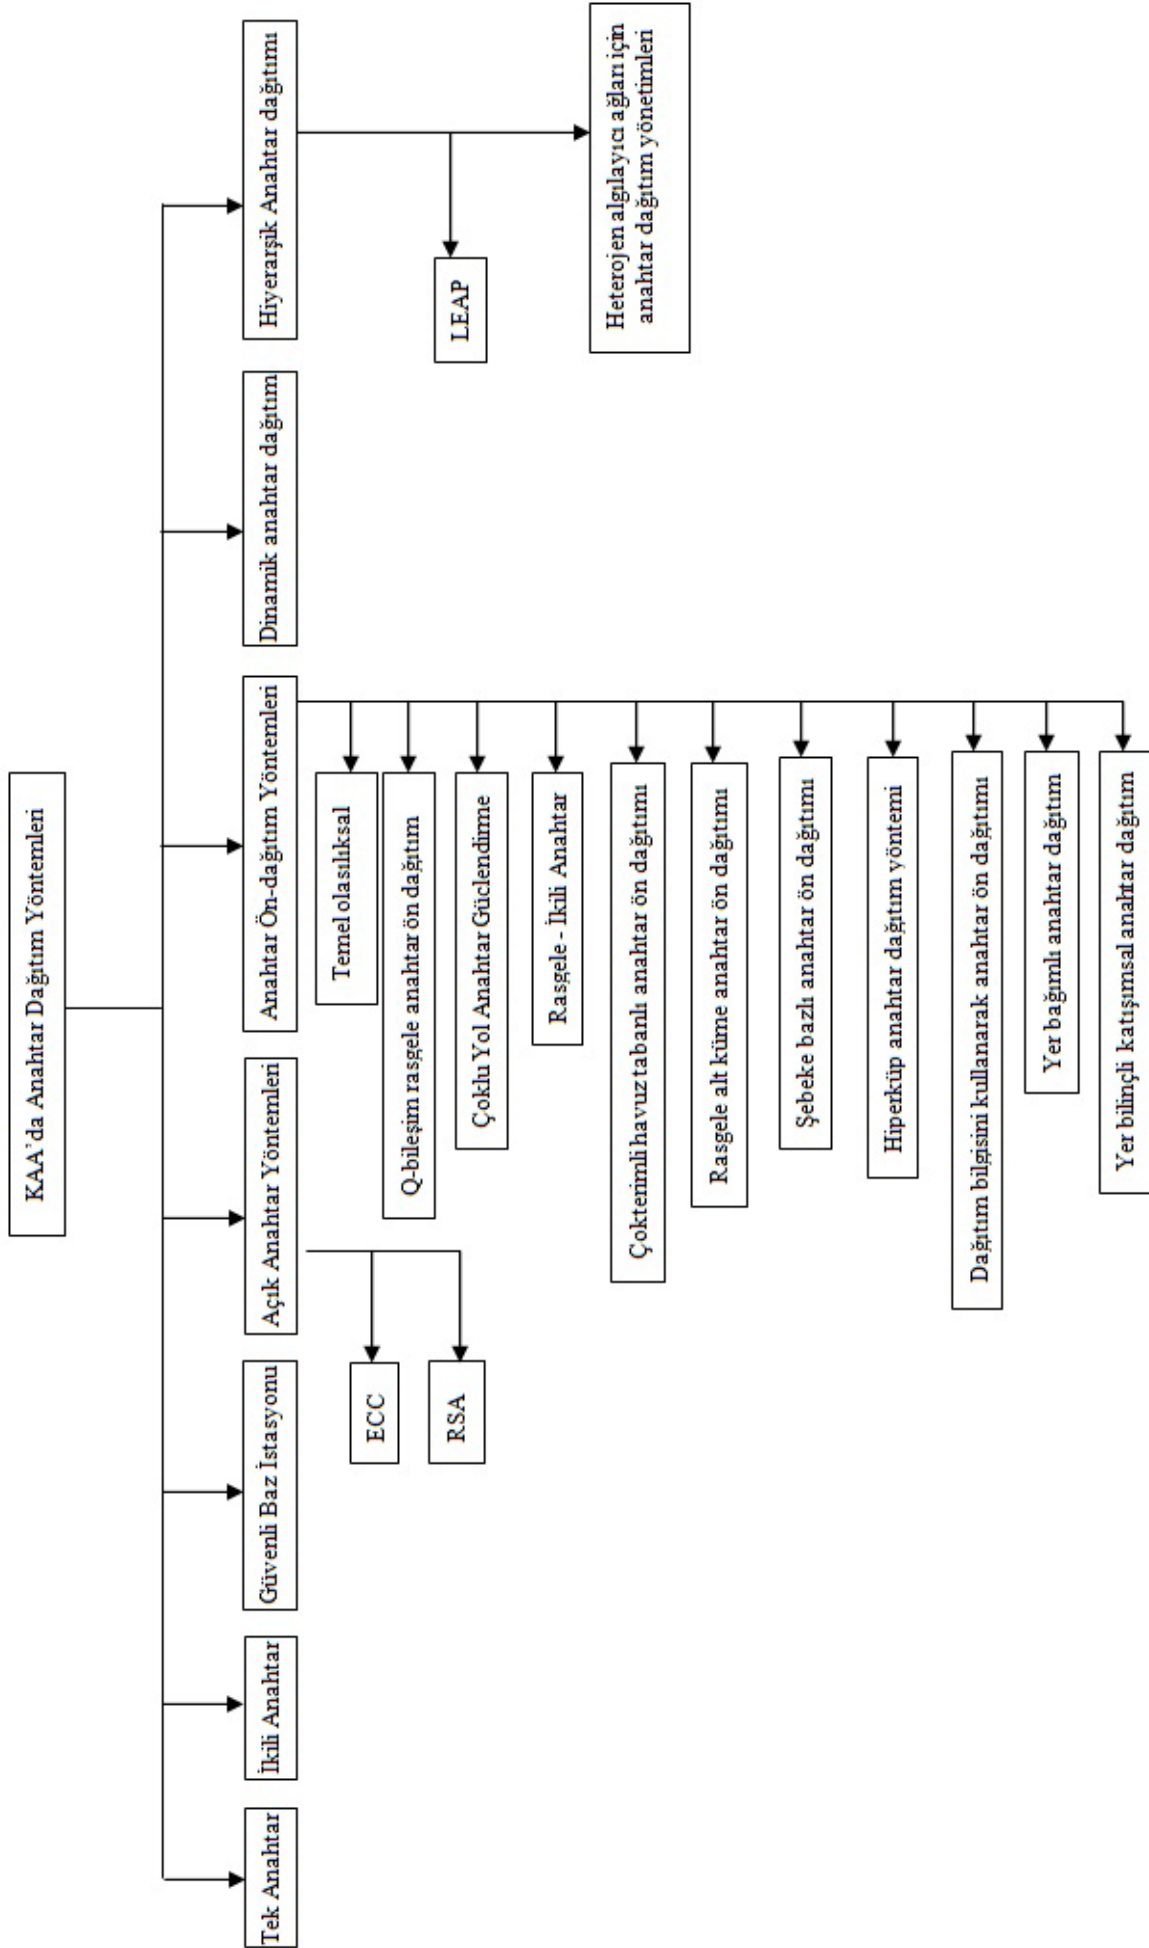 KAA'da Anahtar Dağıtım Yöntemleri
Tek Anahtar
İkili Anahtar
Güvenli Baz İstasyonu
Açık Anahtar Yöntemleri
ECC
RSA
Anahtar Ön-dağıtım Yöntemleri
Temel olasılıksal
Q-bileşim rasgele anahtar ön dağıtım
Çoklu Yol Anahtar Güclendirme
Rasgele - İkili Anahtar
Çokterimli havuz tabanlı anahtar ön dağıtımı
Rasgele alt küme anahtar ön dağıtımı
Şebeke bazlı anahtar ön dağıtımı
Hiperküp anahtar dağıtım yöntemi
Dağıtım bilgisini kullanarak anahtar ön dağıtımı
Yer bağımlı anahtar dağıtım
Yer bilinçli katışımsal anahtar dağıtım
Dinamik anahtar dağıtım
Hiyerarşik Anahtar dağıtımı
LEAP
Heterojen algılayıcı ağları için
anahtar dağıtım yönetimleri